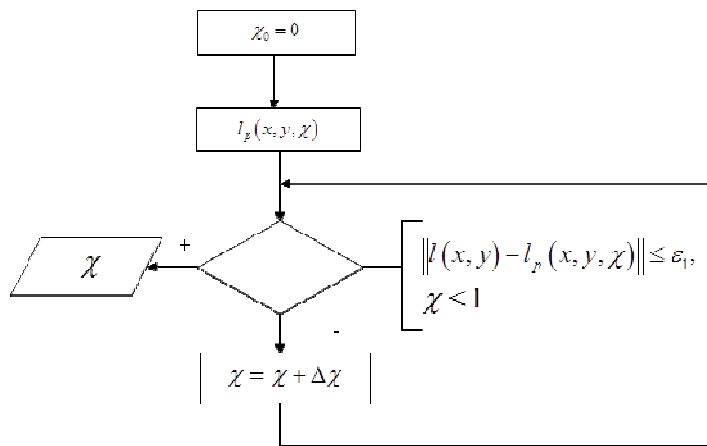 χ₀ = 0
l_p(x, y, χ)
+
χ
‖l(x, y) − l_p(x, y, χ)‖ ≤ ε₁,
χ < 1
-
χ = χ + Δχ